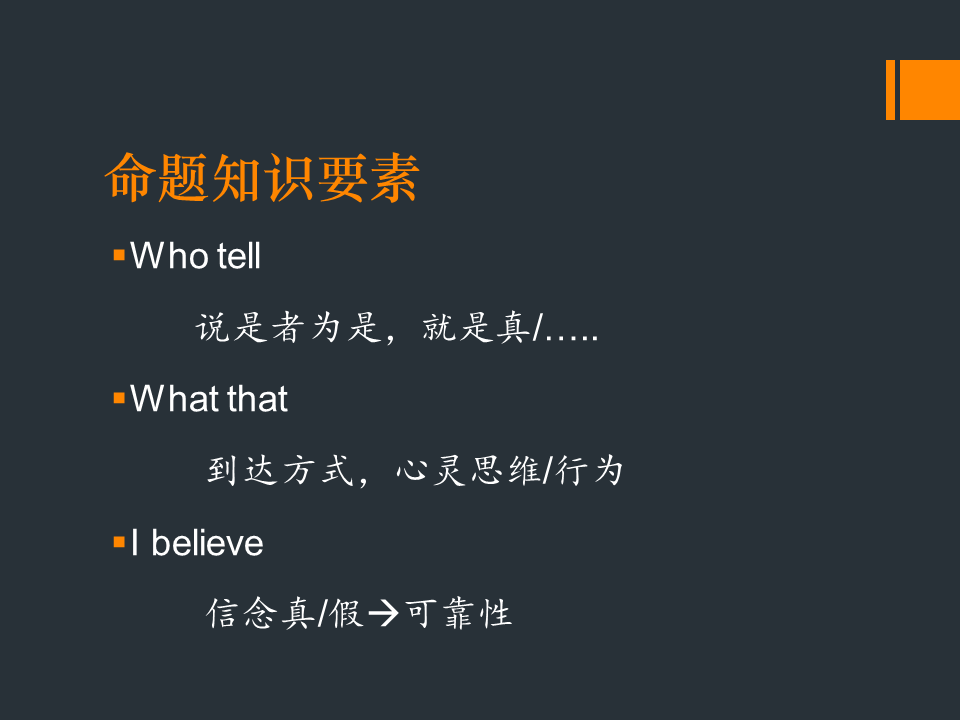 命题知识要素
▪Who tell
说是者为是，就是真/…..
▪What that
到达方式，心灵思维/行为
▪I believe
信念真/假→可靠性